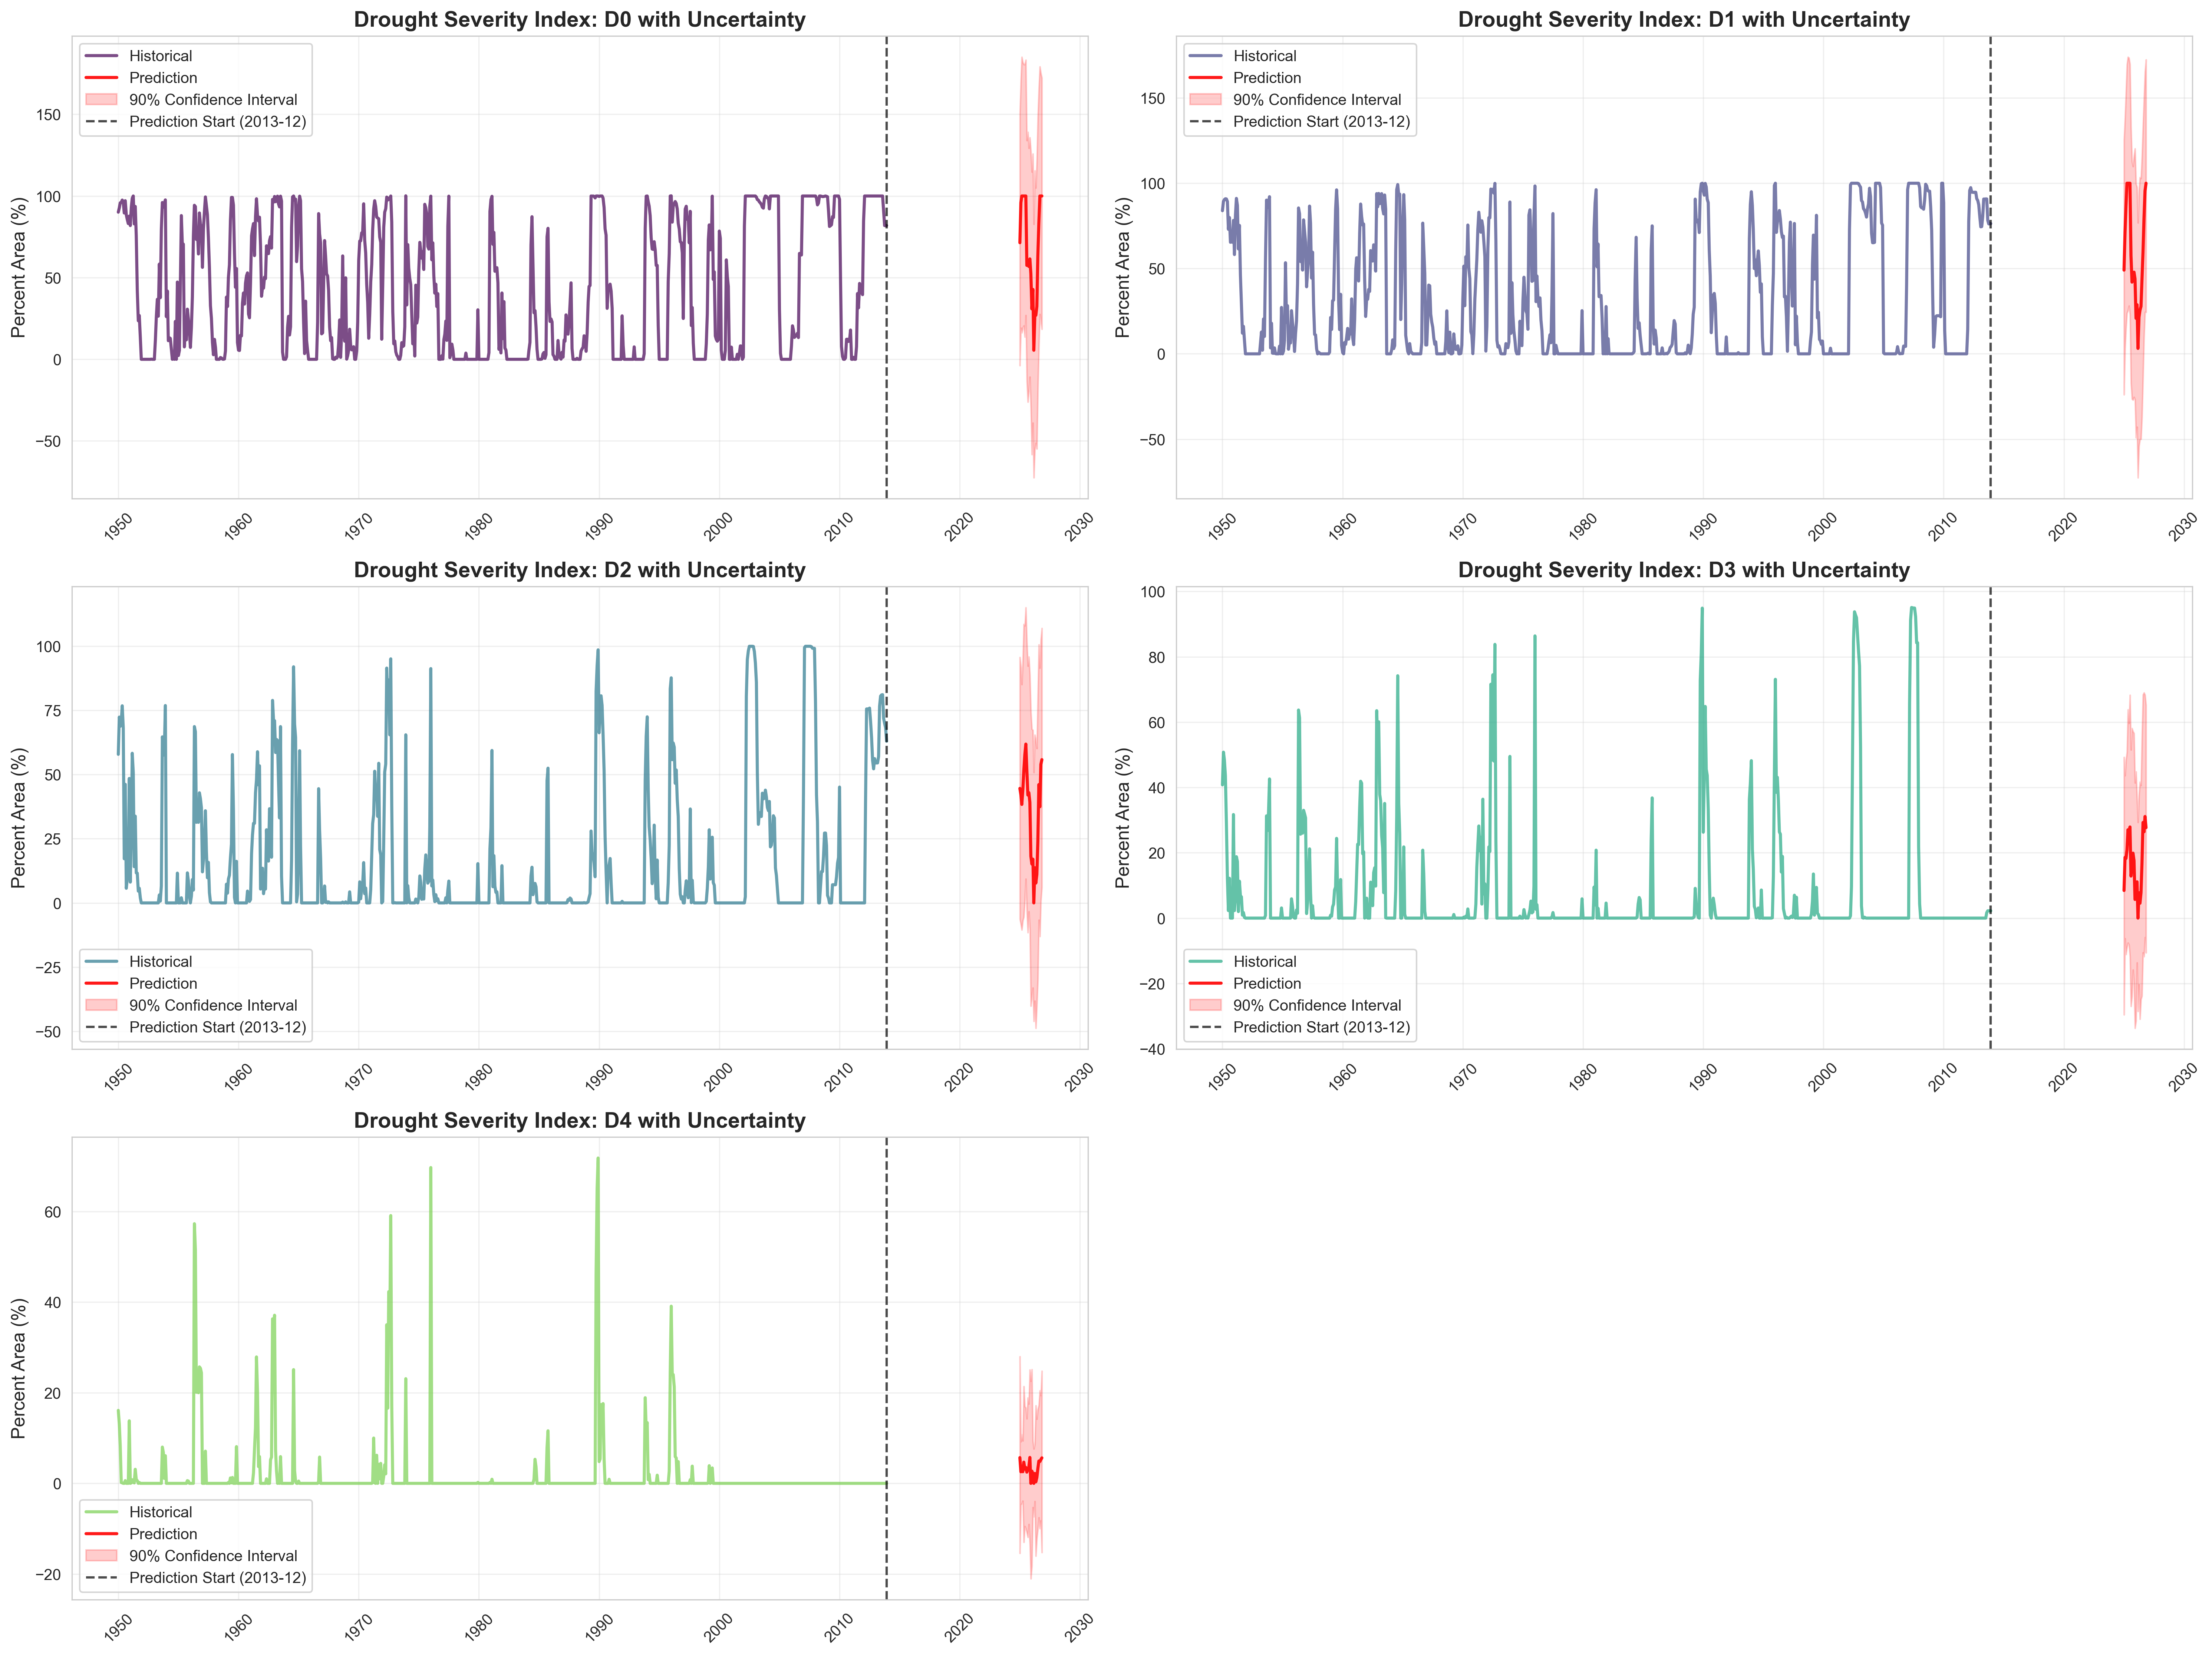 Drought Severity Index: D0 with Uncertainty
Percent Area (%)
150
100
50
0
−50
Historical
Prediction
90% Confidence Interval
Prediction Start (2013-12)
1950 1960 1970 1980 1990 2000 2010 2020 2030
Drought Severity Index: D1 with Uncertainty
Percent Area (%)
150
100
50
0
−50
Historical
Prediction
90% Confidence Interval
Prediction Start (2013-12)
1950 1960 1970 1980 1990 2000 2010 2020 2030
Drought Severity Index: D2 with Uncertainty
Percent Area (%)
100
75
50
25
0
−25
−50
Historical
Prediction
90% Confidence Interval
Prediction Start (2013-12)
1950 1960 1970 1980 1990 2000 2010 2020 2030
Drought Severity Index: D3 with Uncertainty
Percent Area (%)
100
80
60
40
20
0
−20
−40
Historical
Prediction
90% Confidence Interval
Prediction Start (2013-12)
1950 1960 1970 1980 1990 2000 2010 2020 2030
Drought Severity Index: D4 with Uncertainty
Percent Area (%)
60
40
20
0
−20
Historical
Prediction
90% Confidence Interval
Prediction Start (2013-12)
1950 1960 1970 1980 1990 2000 2010 2020 2030